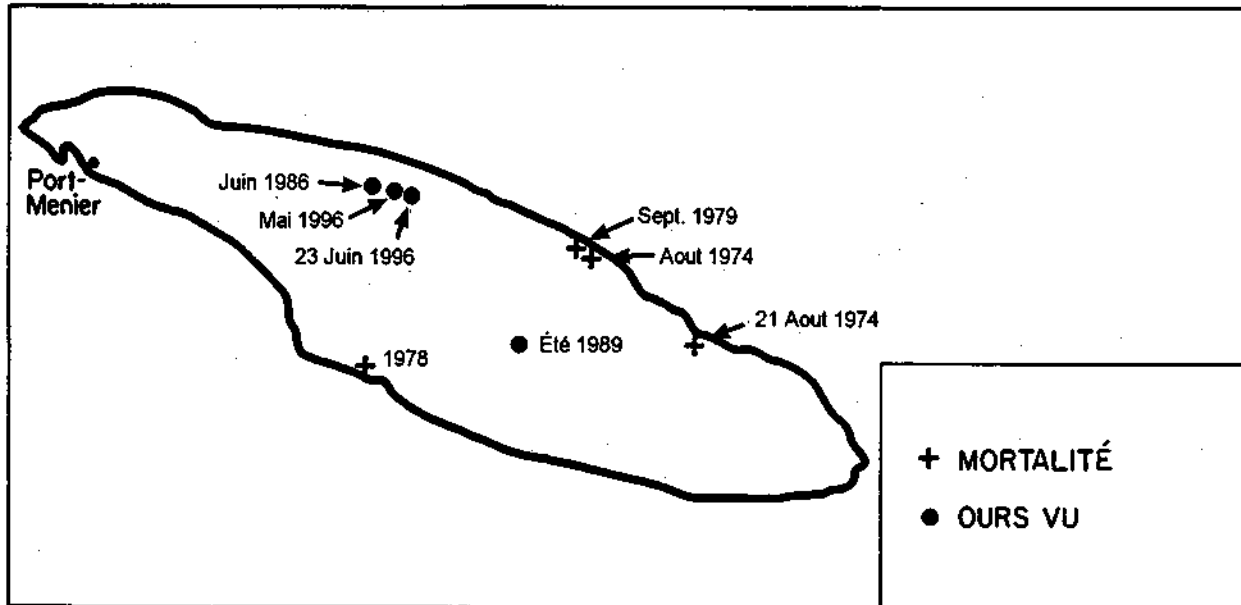 Port-
Menier
Juin 1986
Mai 1996
23 Juin 1996
Sept. 1979
Aout 1974
21 Aout 1974
Été 1989
1978
+ MORTALITÉ
● OURS VU